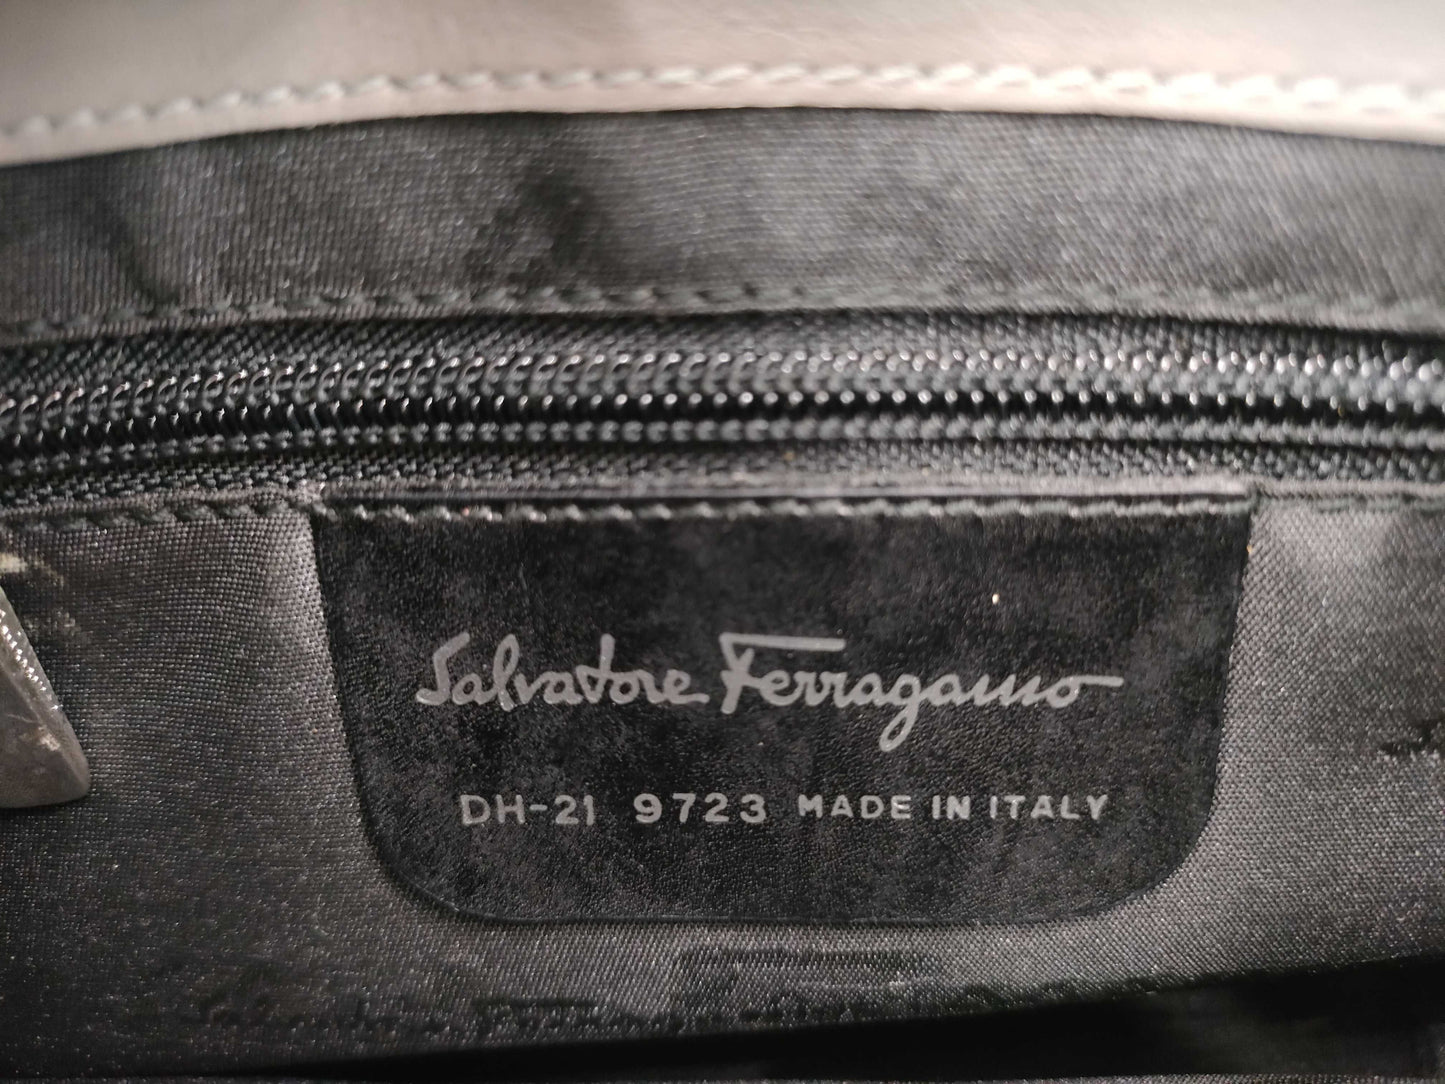 Salvatore Ferragamo
DH-21 9723 MADE IN ITALY